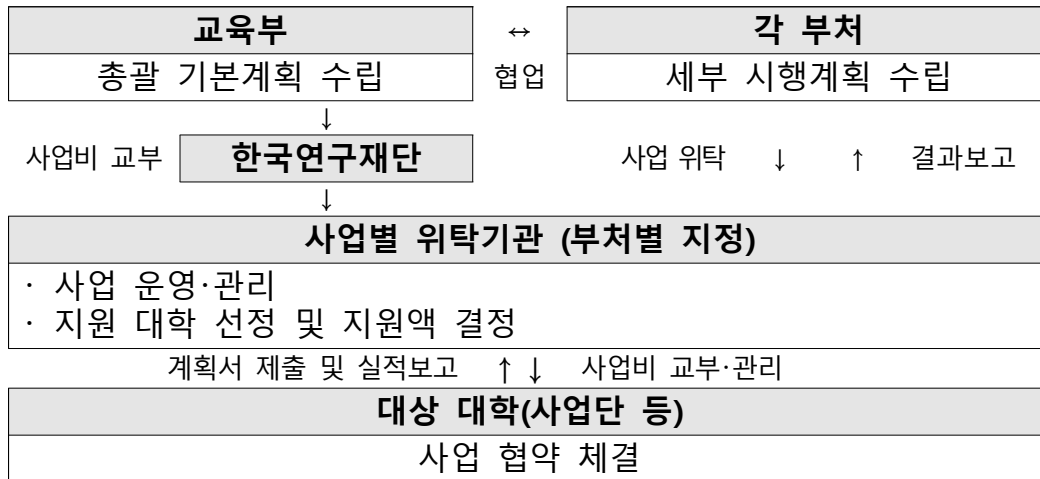 교육부 ↔ 각 부처
총괄 기본계획 수립 협업 세부 시행계획 수립
↓
사업비 교부 한국연구재단 사업 위탁 ↓ ↑ 결과보고
↓
사업별 위탁기관 (부처별 지정)
· 사업 운영·관리
· 지원 대학 선정 및 지원액 결정
계획서 제출 및 실적보고 ↑↓ 사업비 교부·관리
대상 대학(사업단 등)
사업 협약 체결